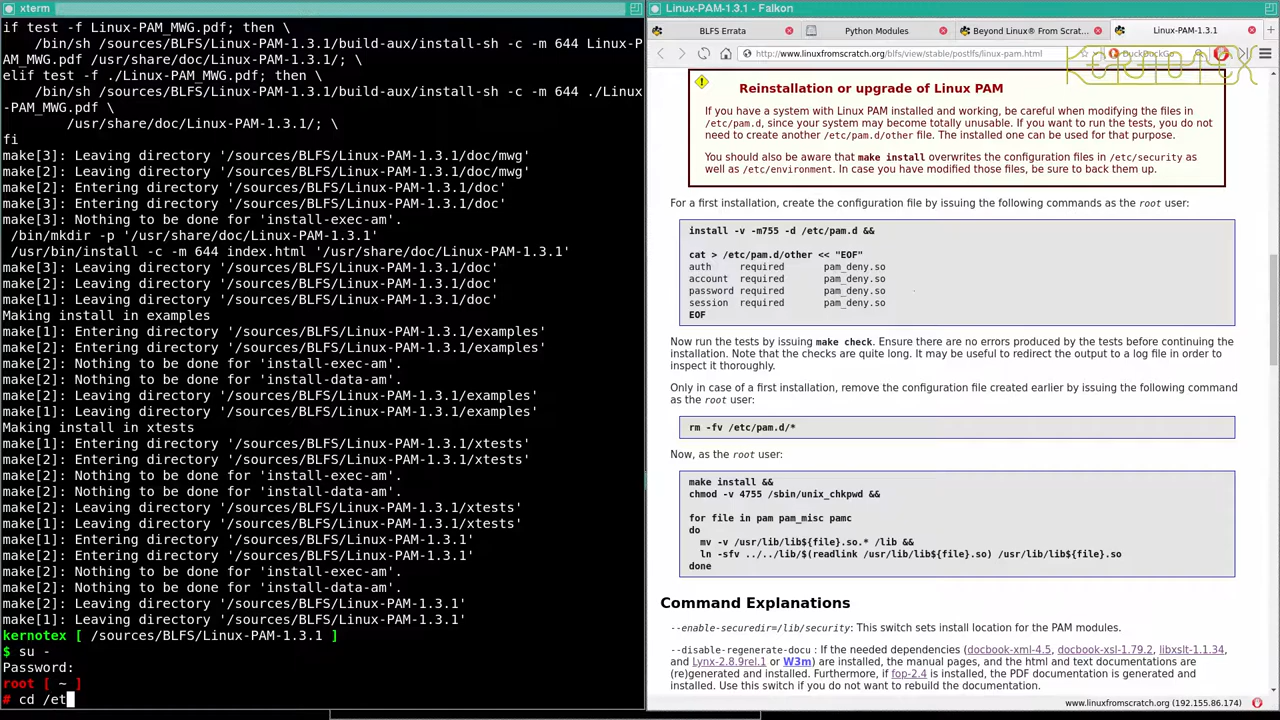 xterm
if test -f Linux-PAM_MWG.pdf; then \
/bin/sh /sources/BLFS/Linux-PAM-1.3.1/build-aux/install-sh -c -m 644 Linux-P
AM_MWG.pdf /usr/share/doc/Linux-PAM-1.3.1/; \
elif test -f ./Linux-PAM_MWG.pdf; then \
/bin/sh /sources/BLFS/Linux-PAM-1.3.1/build-aux/install-sh -c -m 644 ./Linux
-PAM_MWG.pdf \
/usr/share/doc/Linux-PAM-1.3.1/; \
fi
make[3]: Leaving directory '/sources/BLFS/Linux-PAM-1.3.1/doc/mwg'
make[2]: Leaving directory '/sources/BLFS/Linux-PAM-1.3.1/doc/mwg'
make[2]: Entering directory '/sources/BLFS/Linux-PAM-1.3.1/doc'
make[3]: Entering directory '/sources/BLFS/Linux-PAM-1.3.1/doc'
make[3]: Nothing to be done for 'install-exec-am'.
/bin/mkdir -p '/usr/share/doc/Linux-PAM-1.3.1'
/usr/bin/install -c -m 644 index.html '/usr/share/doc/Linux-PAM-1.3.1'
make[3]: Leaving directory '/sources/BLFS/Linux-PAM-1.3.1/doc'
make[2]: Leaving directory '/sources/BLFS/Linux-PAM-1.3.1/doc'
make[1]: Leaving directory '/sources/BLFS/Linux-PAM-1.3.1/doc'
Making install in examples
make[1]: Entering directory '/sources/BLFS/Linux-PAM-1.3.1/examples'
make[2]: Entering directory '/sources/BLFS/Linux-PAM-1.3.1/examples'
make[2]: Nothing to be done for 'install-exec-am'.
make[2]: Nothing to be done for 'install-data-am'.
make[2]: Leaving directory '/sources/BLFS/Linux-PAM-1.3.1/examples'
make[1]: Leaving directory '/sources/BLFS/Linux-PAM-1.3.1/examples'
Making install in xtests
make[1]: Entering directory '/sources/BLFS/Linux-PAM-1.3.1/xtests'
make[2]: Entering directory '/sources/BLFS/Linux-PAM-1.3.1/xtests'
make[2]: Nothing to be done for 'install-exec-am'.
make[2]: Nothing to be done for 'install-data-am'.
make[2]: Leaving directory '/sources/BLFS/Linux-PAM-1.3.1/xtests'
make[1]: Leaving directory '/sources/BLFS/Linux-PAM-1.3.1/xtests'
make[1]: Entering directory '/sources/BLFS/Linux-PAM-1.3.1'
make[2]: Entering directory '/sources/BLFS/Linux-PAM-1.3.1'
make[2]: Nothing to be done for 'install-exec-am'.
make[2]: Nothing to be done for 'install-data-am'.
make[2]: Leaving directory '/sources/BLFS/Linux-PAM-1.3.1'
make[1]: Leaving directory '/sources/BLFS/Linux-PAM-1.3.1'
kernotex [ /sources/BLFS/Linux-PAM-1.3.1 ]
$ su -
Password:
root [ ~ ]
# cd /et
Linux-PAM-1.3.1 - Falkon
BLFS Errata
Python Modules
Beyond Linux® From Scrat...
Linux-PAM-1.3.1
http://www.linuxfromscratch.org/blfs/view/stable/postlfs/linux-pam.html
DuckDuckGo
KERNOTEX
Reinstallation or upgrade of Linux PAM
If you have a system with Linux PAM installed and working, be careful when modifying the files in
/etc/pam.d, since your system may become totally unusable. If you want to run the tests, you do not
need to create another /etc/pam.d/other file. The installed one can be used for that purpose.
You should also be aware that make install overwrites the configuration files in /etc/security as
well as /etc/environment. In case you have modified those files, be sure to back them up.
For a first installation, create the configuration file by issuing the following commands as the root user:
install -v -m755 -d /etc/pam.d &&
cat > /etc/pam.d/other << "EOF"
auth required pam_deny.so
account required pam_deny.so
password required pam_deny.so
session required pam_deny.so
EOF
Now run the tests by issuing make check. Ensure there are no errors produced by the tests before continuing the
installation. Note that the checks are quite long. It may be useful to redirect the output to a log file in order to
inspect it thoroughly.
Only in case of a first installation, remove the configuration file created earlier by issuing the following command
as the root user:
rm -fv /etc/pam.d/*
Now, as the root user:
make install &&
chmod -v 4755 /sbin/unix_chkpwd &&
for file in pam pam_misc pamc
do
mv -v /usr/lib/lib${file}.so.* /lib &&
ln -sfv ../../lib/$(readlink /usr/lib/lib${file}.so) /usr/lib/lib${file}.so
done
Command Explanations
--enable-securedir=/lib/security: This switch sets install location for the PAM modules.
--disable-regenerate-docu : If the needed dependencies (docbook-xml-4.5, docbook-xsl-1.79.2, libxslt-1.1.34,
and Lynx-2.8.9rel.1 or W3m) are installed, the manual pages, and the html and text documentations are
(re)generated and installed. Furthermore, if fop-2.4 is installed, the PDF documentation is generated and
installed. Use this switch if you do not want to rebuild the documentation.
www.linuxfromscratch.org (192.155.86.174)